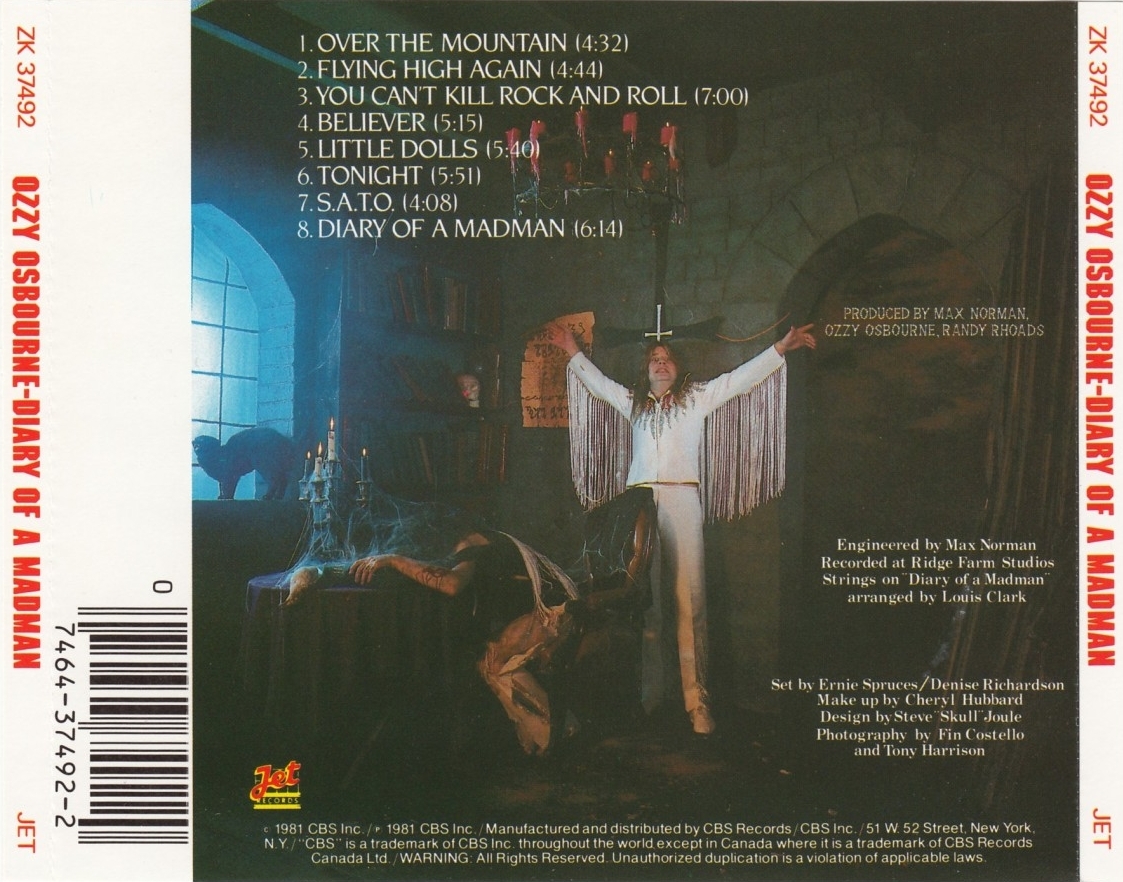 ZK 37492
OZZY OSBOURNE-DIARY OF A MADMAN
JET
0
7464-37492-2
1. OVER THE MOUNTAIN (4:32)
2. FLYING HIGH AGAIN (4:44)
3. YOU CAN'T KILL ROCK AND ROLL (7:00)
4. BELIEVER (5:15)
5. LITTLE DOLLS (5:40)
6. TONIGHT (5:51)
7. S.A.T.O. (4:08)
8. DIARY OF A MADMAN (6:14)
PRODUCED BY MAX NORMAN,
OZZY OSBOURNE, RANDY RHOADS
Engineered by Max Norman
Recorded at Ridge Farm Studios
Strings on "Diary of a Madman"
arranged by Louis Clark
Set by Ernie Spruces/Denise Richardson
Make up by Cheryl Hubbard
Design by Steve "Skull" Joule
Photography by Fin Costello
and Tony Harrison
Jet
RECORDS
© 1981 CBS Inc./℗ 1981 CBS Inc./Manufactured and distributed by CBS Records/CBS Inc./51 W. 52 Street, New York,
N.Y./"CBS" is a trademark of CBS Inc. throughout the world except in Canada where it is a trademark of CBS Records
Canada Ltd./WARNING: All Rights Reserved. Unauthorized duplication is a violation of applicable laws.
ZK 37492
OZZY OSBOURNE-DIARY OF A MADMAN
JET